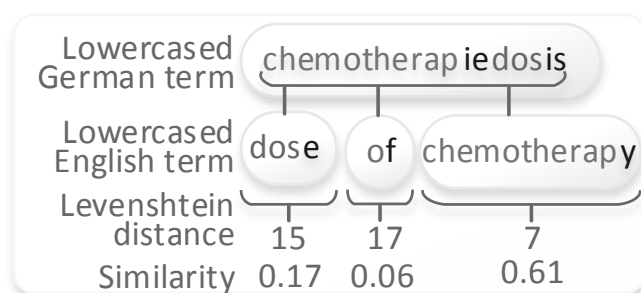 Lowercased
German term
chemotherapiedosis
Lowercased
English term
dose of chemotherapy
Levenshtein
distance 15 17 7
Similarity 0.17 0.06 0.61